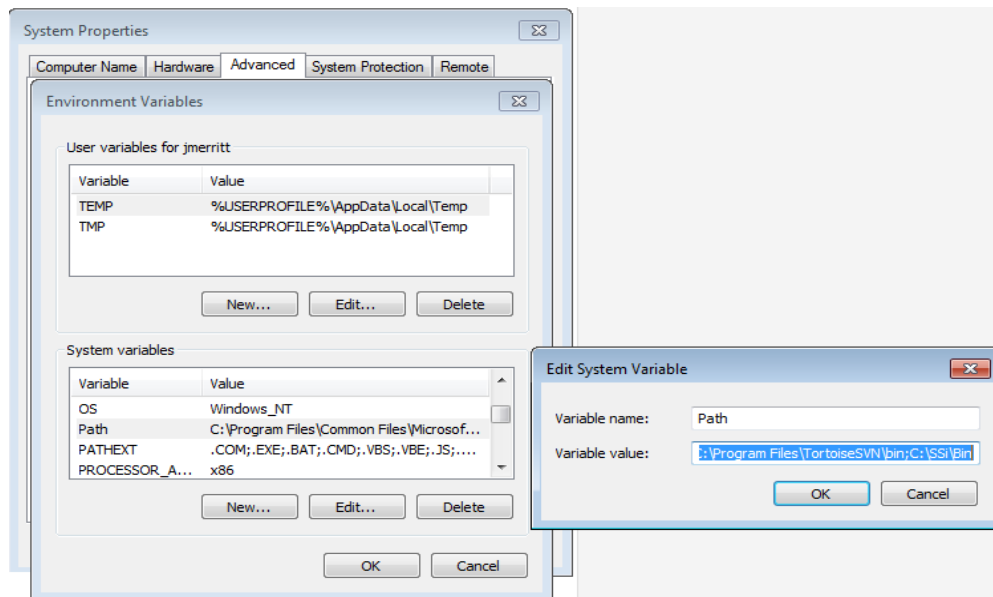 System Properties
Computer Name Hardware Advanced System Protection Remote
Environment Variables
User variables for jmerritt
Variable Value
TEMP %USERPROFILE%\AppData\Local\Temp
TMP %USERPROFILE%\AppData\Local\Temp
New... Edit... Delete
System variables
Variable Value
OS Windows_NT
Path C:\Program Files\Common Files\Microsof...
PATHEXT .COM;.EXE;.BAT;.CMD;.VBS;.VBE;.JS;....
PROCESSOR_A... x86
New... Edit... Delete
OK Cancel
Edit System Variable
Variable name: Path
Variable value: :\Program Files\TortoiseSVN\bin;C:\SSi\Bin
OK Cancel